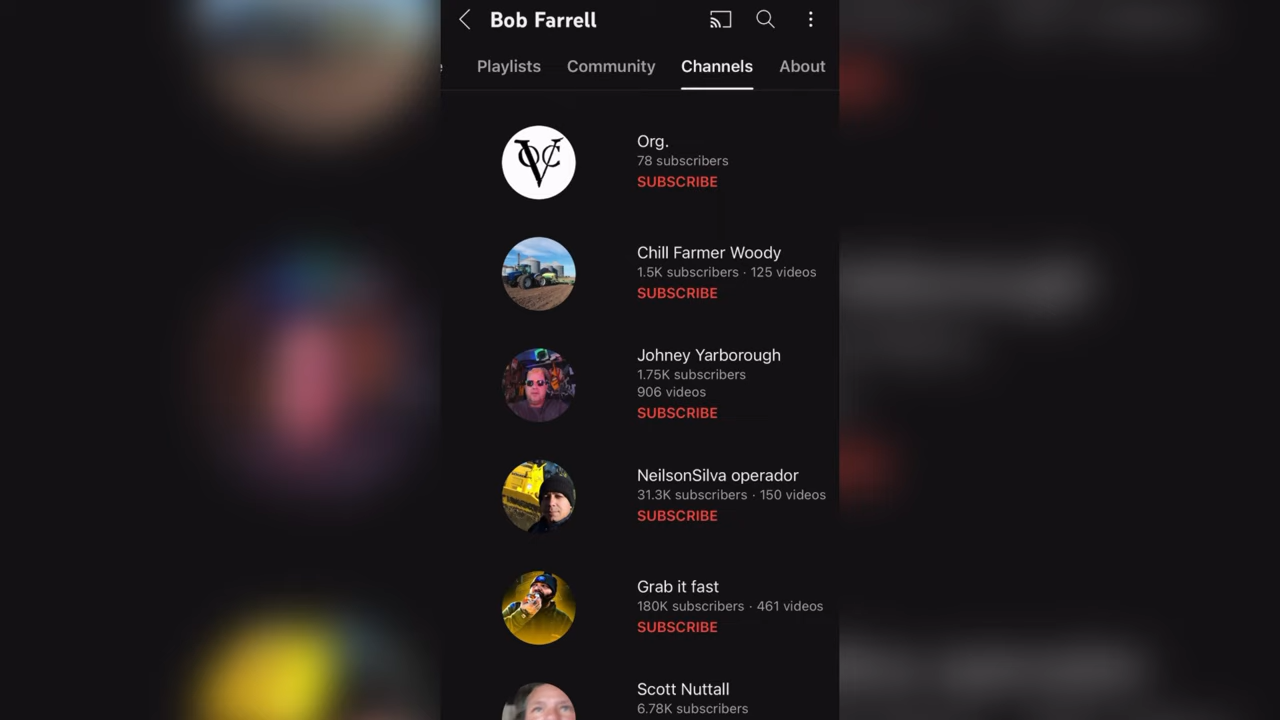 Bob Farrell
Playlists Community Channels About
Org.
78 subscribers
SUBSCRIBE
Chill Farmer Woody
1.5K subscribers · 125 videos
SUBSCRIBE
Johney Yarborough
1.75K subscribers
906 videos
SUBSCRIBE
NeilsonSilva operador
31.3K subscribers · 150 videos
SUBSCRIBE
Grab it fast
180K subscribers · 461 videos
SUBSCRIBE
Scott Nuttall
6.78K subscribers